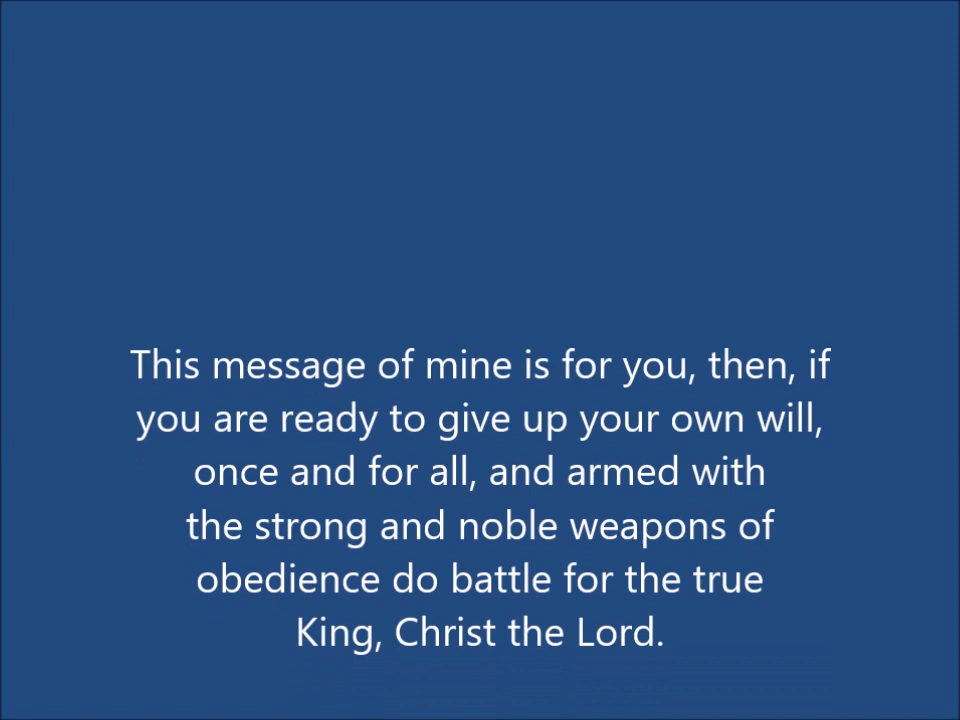 This message of mine is for you, then, if
you are ready to give up your own will,
once and for all, and armed with
the strong and noble weapons of
obedience do battle for the true
King, Christ the Lord.